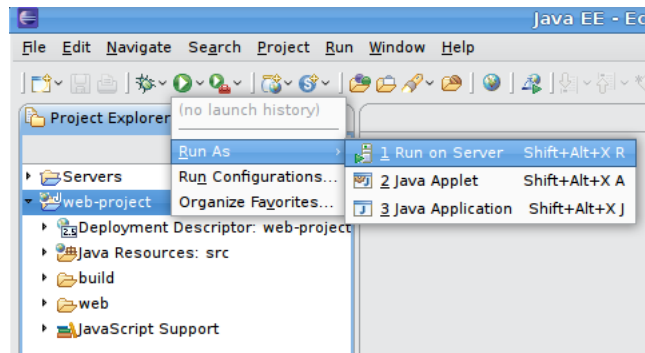 Java EE - Ec
File Edit Navigate Search Project Run Window Help
Project Explorer
(no launch history)
Run As
1 Run on Server Shift+Alt+X R
Servers
Run Configurations...
2 Java Applet Shift+Alt+X A
web-project
Organize Favorites...
3 Java Application Shift+Alt+X J
2.5
Deployment Descriptor: web-project
Java Resources: src
build
web
JavaScript Support